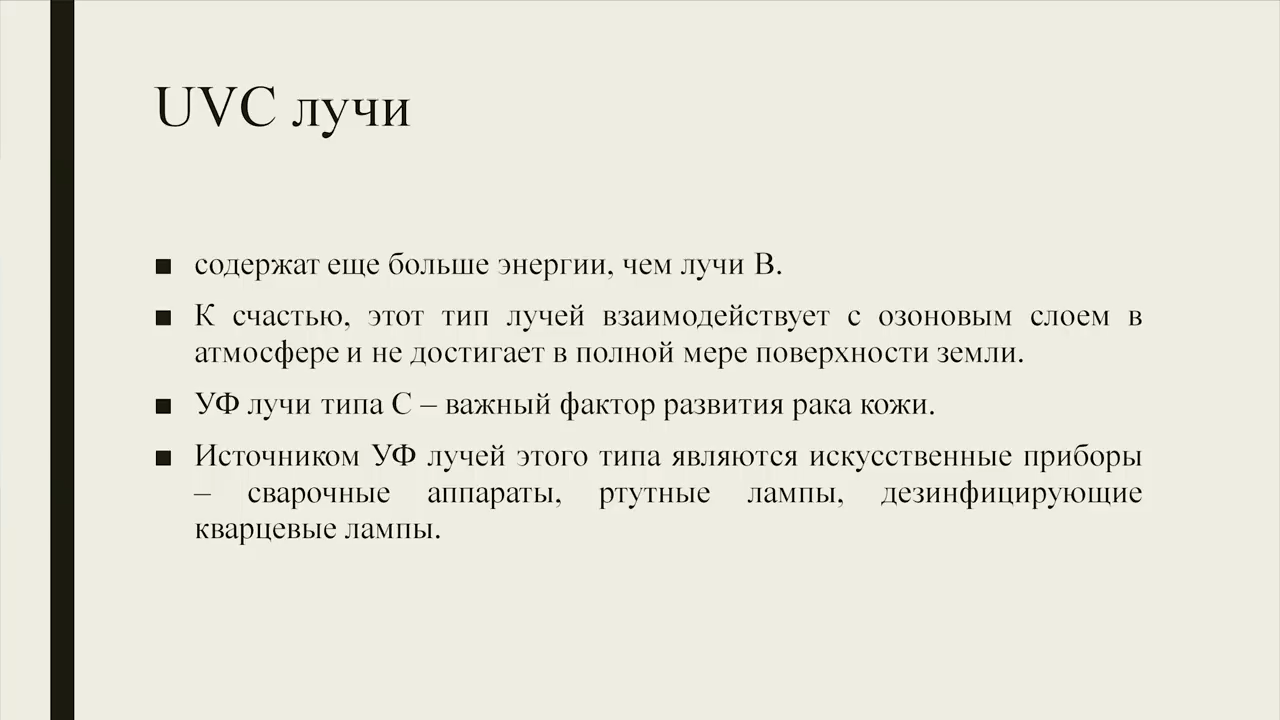 UVC лучи
■ содержат еще больше энергии, чем лучи В.
■ К счастью, этот тип лучей взаимодействует с озоновым слоем в
атмосфере и не достигает в полной мере поверхности земли.
■ УФ лучи типа С – важный фактор развития рака кожи.
■ Источником УФ лучей этого типа являются искусственные приборы
– сварочные аппараты, ртутные лампы, дезинфицирующие
кварцевые лампы.